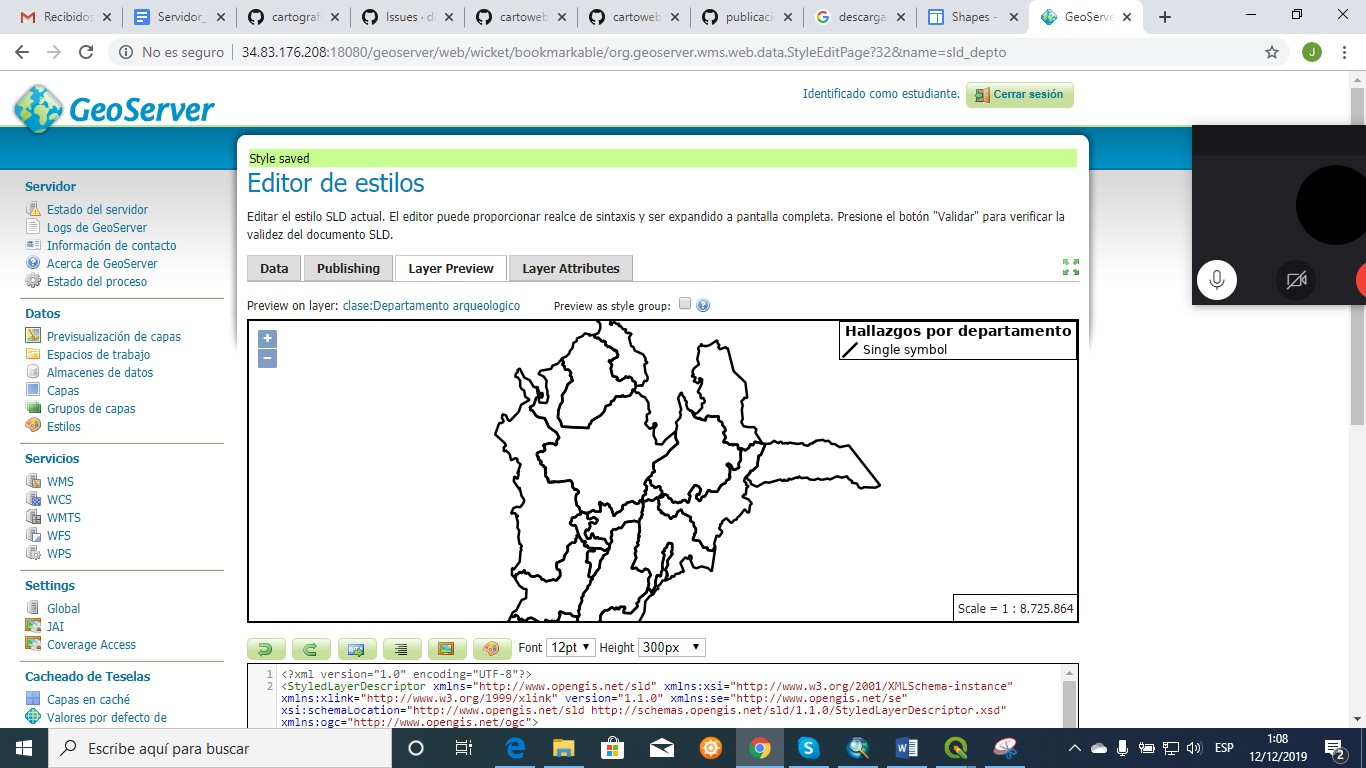 Recibidos
Servidor_
cartografi
Issues · d
cartoweb
cartoweb
publicaci
descarga
Shapes -
GeoServe
No es seguro
34.83.176.208:18080/geoserver/web/wicket/bookmarkable/org.geoserver.wms.web.data.StyleEditPage?32&name=sld_depto
J
GeoServer
Identificado como estudiante.
Cerrar sesión
Servidor
Estado del servidor
Logs de GeoServer
Información de contacto
Acerca de GeoServer
Estado del proceso
Datos
Previsualización de capas
Espacios de trabajo
Almacenes de datos
Capas
Grupos de capas
Estilos
Servicios
WMS
WCS
WMTS
WFS
WPS
Settings
Global
JAI
Coverage Access
Cacheado de Teselas
Capas en caché
Valores por defecto de
Style saved
Editor de estilos
Editar el estilo SLD actual. El editor puede proporcionar realce de sintaxis y ser expandido a pantalla completa. Presione el botón "Validar" para verificar la
validez del documento SLD.
Data
Publishing
Layer Preview
Layer Attributes
Preview on layer: clase:Departamento arqueologico
Preview as style group:
+
−
Hallazgos por departamento
Single symbol
Scale = 1 : 8.725.864
Font 12pt Height 300px
1 <?xml version="1.0" encoding="UTF-8"?>
2 <StyledLayerDescriptor xmlns="http://www.opengis.net/sld" xmlns:xsi="http://www.w3.org/2001/XMLSchema-instance"
xmlns:xlink="http://www.w3.org/1999/xlink" version="1.1.0" xmlns:se="http://www.opengis.net/se"
xsi:schemaLocation="http://www.opengis.net/sld http://schemas.opengis.net/sld/1.1.0/StyledLayerDescriptor.xsd"
xmlns:ogc="http://www.opengis.net/ogc">
Escribe aquí para buscar
ESP
1:08
12/12/2019
2